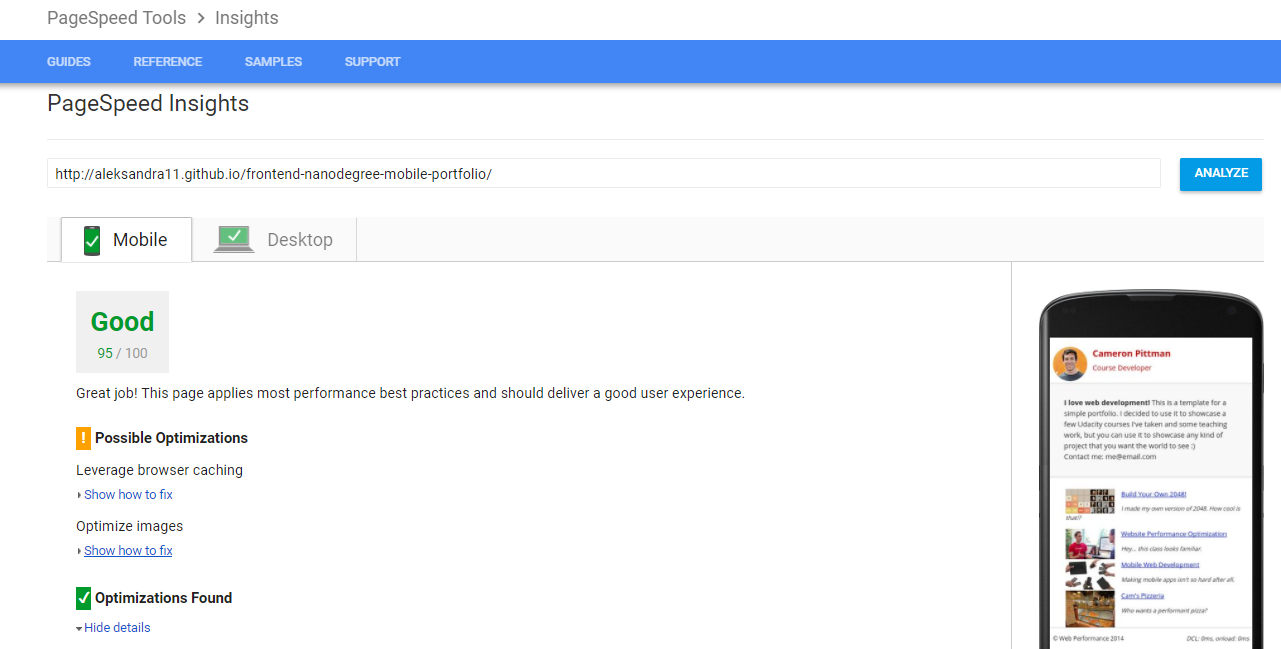 PageSpeed Tools > Insights
GUIDES REFERENCE SAMPLES SUPPORT
PageSpeed Insights
http://aleksandra11.github.io/frontend-nanodegree-mobile-portfolio/ ANALYZE
Mobile Desktop
Good
95 / 100
Great job! This page applies most performance best practices and should deliver a good user experience.
! Possible Optimizations
Leverage browser caching
Show how to fix
Optimize images
Show how to fix
Optimizations Found
Hide details
Cameron Pittman
Course Developer
I love web development! This is a template for a
simple portfolio. I decided to use it to showcase a
few Udacity courses I've taken and some teaching
work, but you can use it to showcase any kind of
project that you want the world to see :)
Contact me: me@email.com
Build Your Own 2048!
I made my own version of 2048. How cool is
that!?
Website Performance Optimization
Hey... this class looks familiar.
Mobile Web Development
Making mobile apps isn't so hard after all.
Cam's Pizzeria
Who wants a performant pizza?
© Web Performance 2014 DCL: 0ms, onload: 0ms